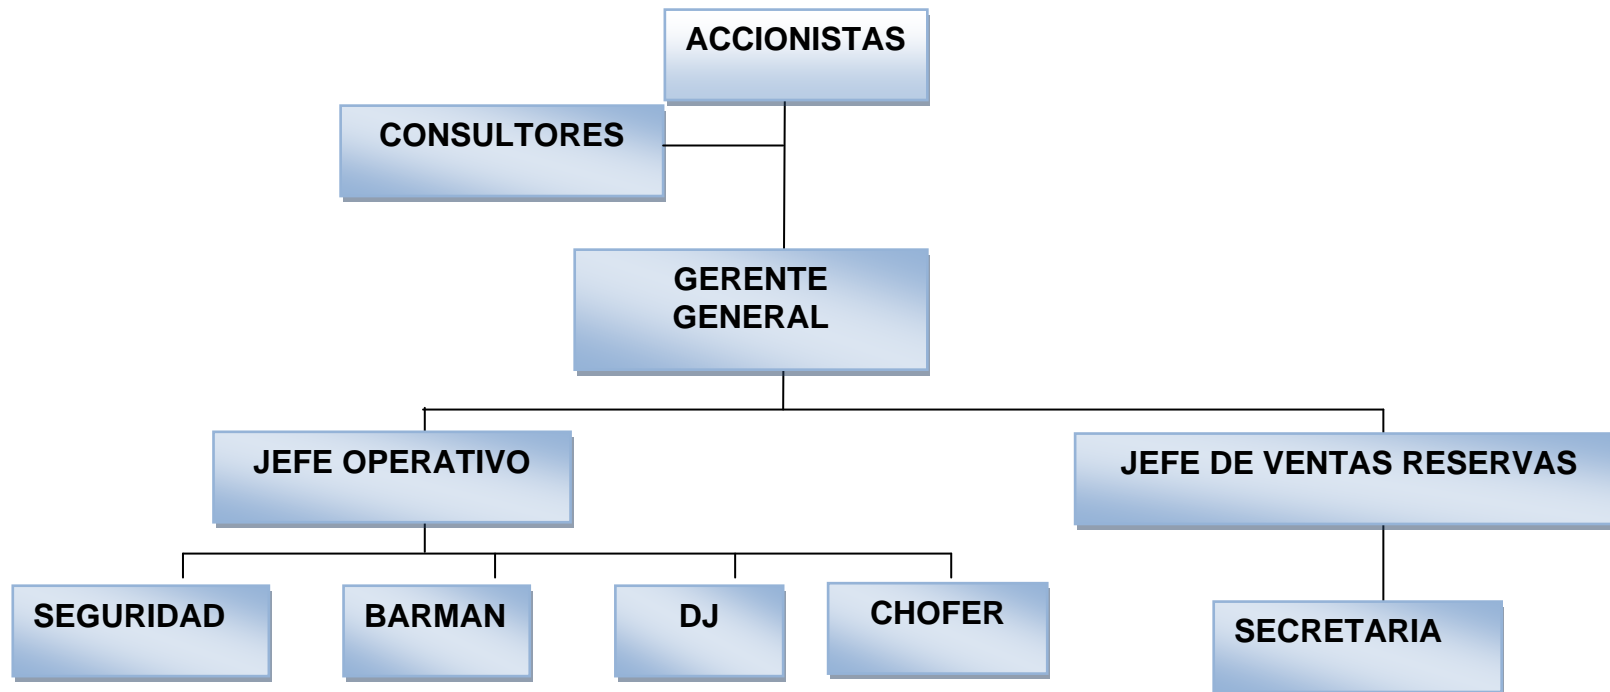 ACCIONISTAS
CONSULTORES
GERENTE
GENERAL
JEFE OPERATIVO
JEFE DE VENTAS RESERVAS
SEGURIDAD
BARMAN
DJ
CHOFER
SECRETARIA